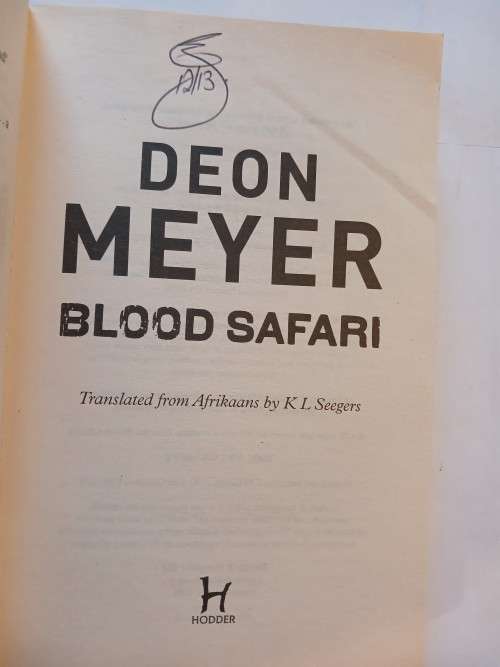 12/13
DEON
MEYER
BLOOD SAFARI
Translated from Afrikaans by K L Seegers
H
HODDER